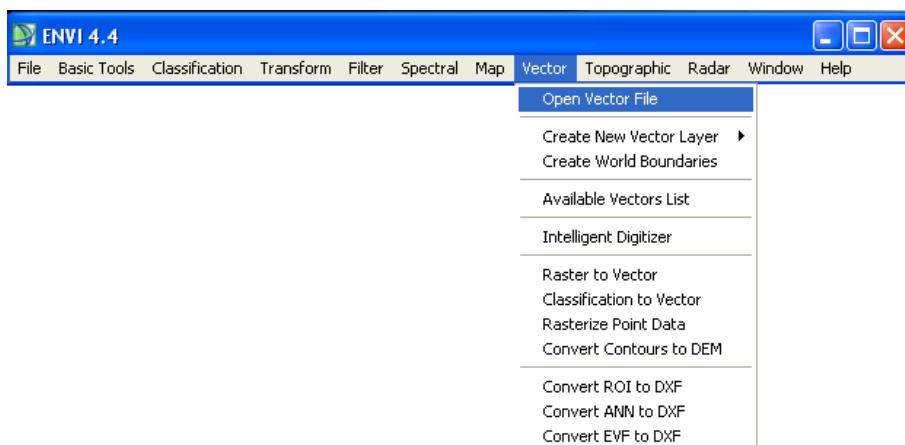 ENVI 4.4
File Basic Tools Classification Transform Filter Spectral Map Vector Topographic Radar Window Help
Open Vector File
Create New Vector Layer
Create World Boundaries
Available Vectors List
Intelligent Digitizer
Raster to Vector
Classification to Vector
Rasterize Point Data
Convert Contours to DEM
Convert ROI to DXF
Convert ANN to DXF
Convert EVF to DXF